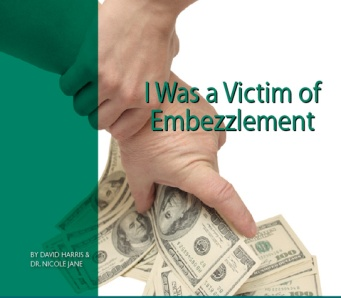 I Was a Victim of
Embezzlement
BY DAVID HARRIS &
DR. NICOLE JANE